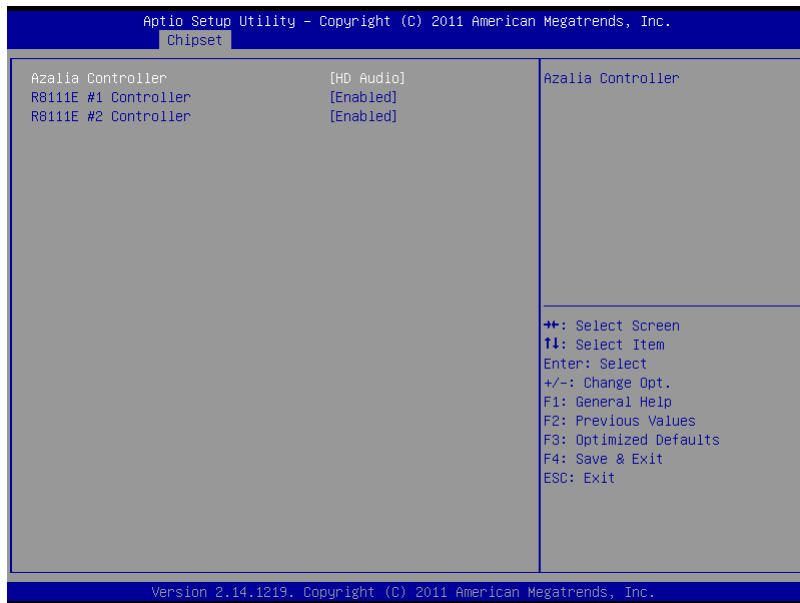 Aptio Setup Utility – Copyright (C) 2011 American Megatrends, Inc.
Chipset
Azalia Controller [HD Audio]
R8111E #1 Controller [Enabled]
R8111E #2 Controller [Enabled]
Azalia Controller
→←: Select Screen
↑↓: Select Item
Enter: Select
+/-: Change Opt.
F1: General Help
F2: Previous Values
F3: Optimized Defaults
F4: Save & Exit
ESC: Exit
Version 2.14.1219. Copyright (C) 2011 American Megatrends, Inc.